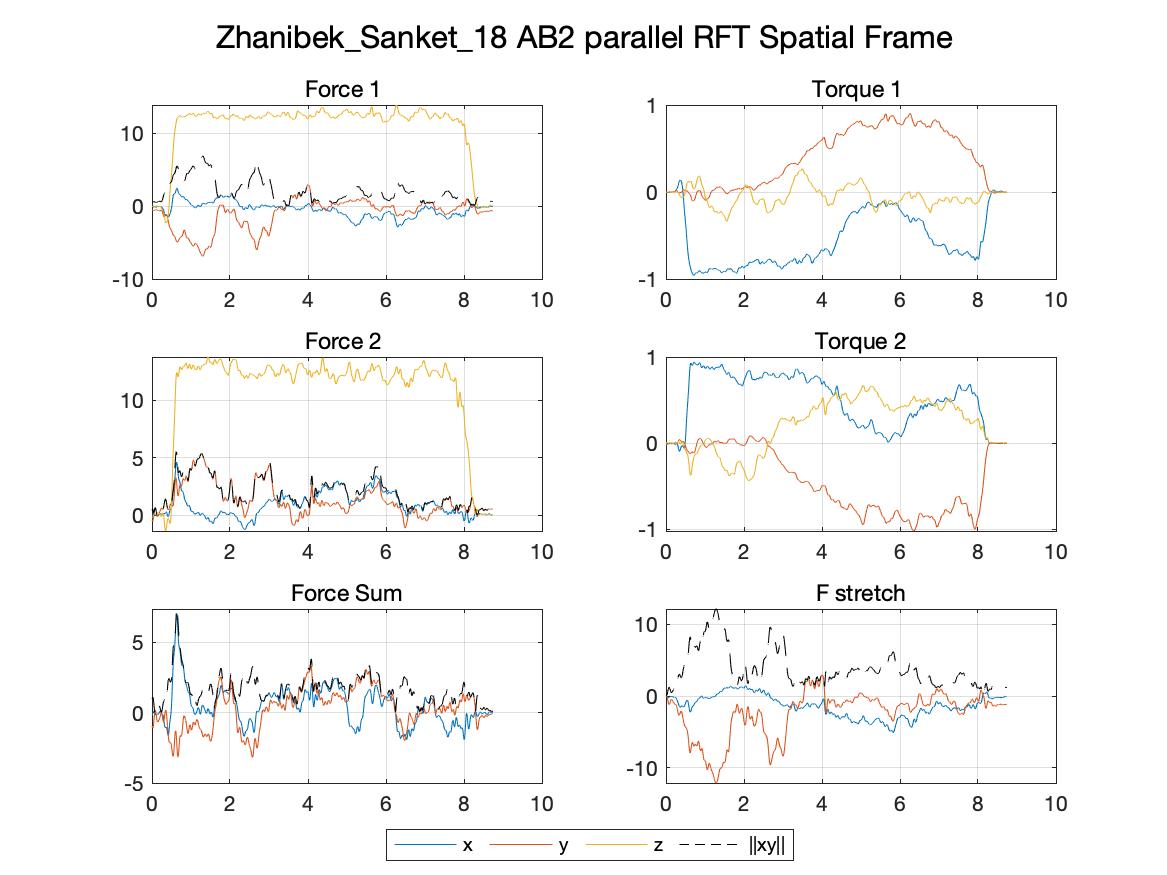 Zhanibek_Sanket_18 AB2 parallel RFT Spatial Frame
Force 1
10
0
-10
0 2 4 6 8 10
Torque 1
1
0
-1
0 2 4 6 8 10
Force 2
10
5
0
0 2 4 6 8 10
Torque 2
1
0
-1
0 2 4 6 8 10
Force Sum
5
0
-5
0 2 4 6 8 10
F stretch
10
0
-10
0 2 4 6 8 10
x y z ||xy||